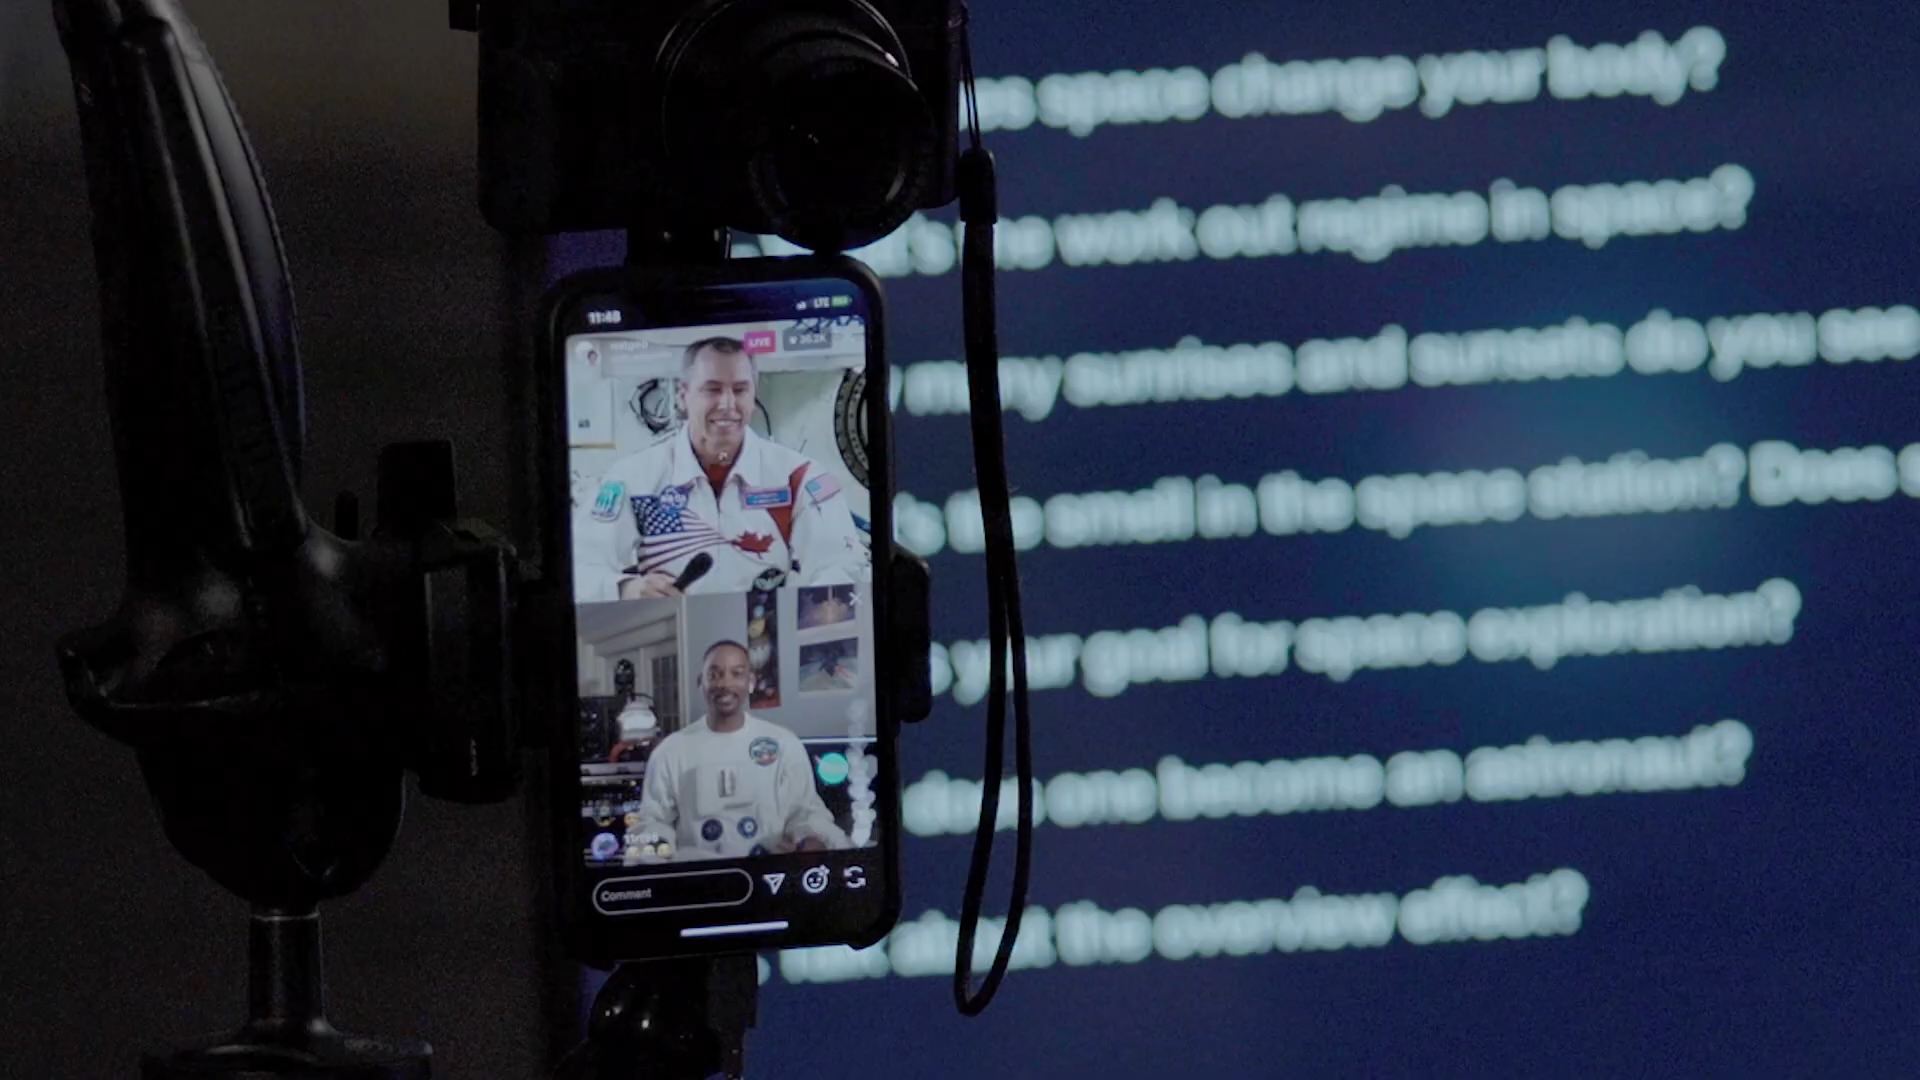 space change your body?
work out regime in space?
many sunrises and sunsets do you see
smell in the space station? Does
your goal for space exploration?
one become an astronaut?
the overview effect?
11:48
LTE
LIVE
Comment